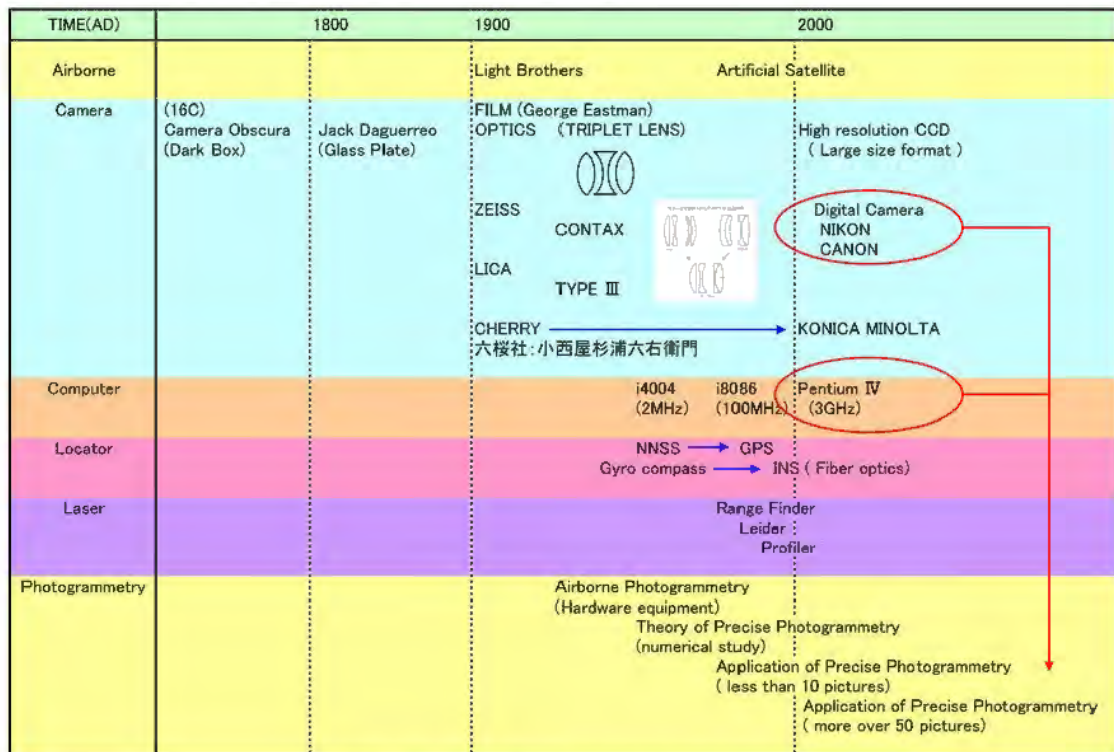 TIME(AD) 1800 1900 2000
Airborne Light Brothers Artificial Satellite
Camera (16C) FILM (George Eastman)
Camera Obscura Jack Daguerreo OPTICS (TRIPLET LENS) High resolution CCD
(Dark Box) (Glass Plate) ( Large size format )
ZEISS Digital Camera
CONTAX NIKON
CANON
LICA
TYPE Ⅲ
CHERRY KONICA MINOLTA
六桜社:小西屋杉浦六右衛門
Computer i4004 i8086 Pentium Ⅳ
(2MHz) (100MHz) (3GHz)
Locator NNSS GPS
Gyro compass INS ( Fiber optics)
Laser Range Finder
Leider
Profiler
Photogrammetry Airborne Photogrammetry
(Hardware equipment)
Theory of Precise Photogrammetry
(numerical study)
Application of Precise Photogrammetry
( less than 10 pictures)
Application of Precise Photogrammetry
( more over 50 pictures)